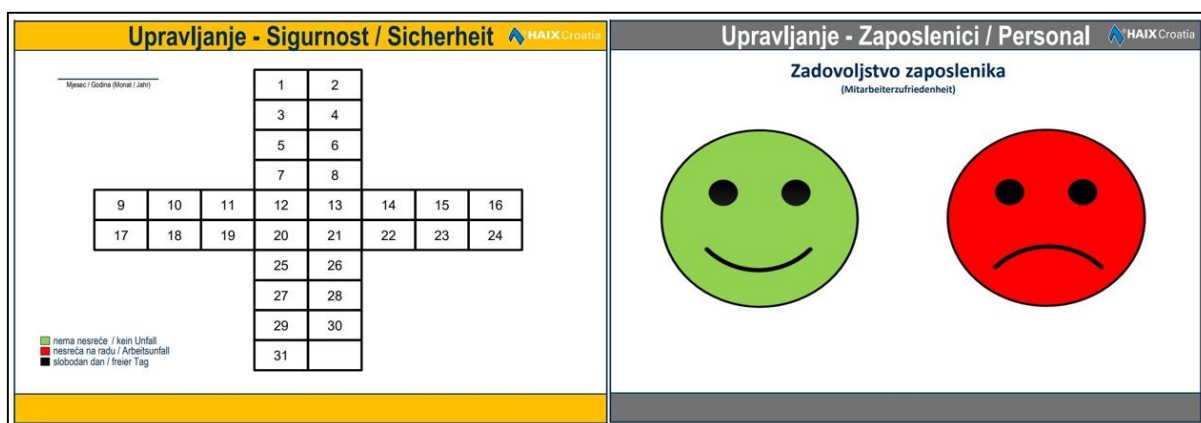 Upravljanje - Sigurnost / Sicherheit HAIX Croatia
Mjesec / Godina (Monat / Jahr)
1 2
3 4
5 6
7 8
9 10 11 12 13 14 15 16
17 18 19 20 21 22 23 24
25 26
27 28
29 30
31
nema nesreće / kein Unfall
nesreća na radu / Arbeitsunfall
slobodan dan / freier Tag
Upravljanje - Zaposlenici / Personal HAIX Croatia
Zadovoljstvo zaposlenika
(Mitarbeiterzufriedenheit)